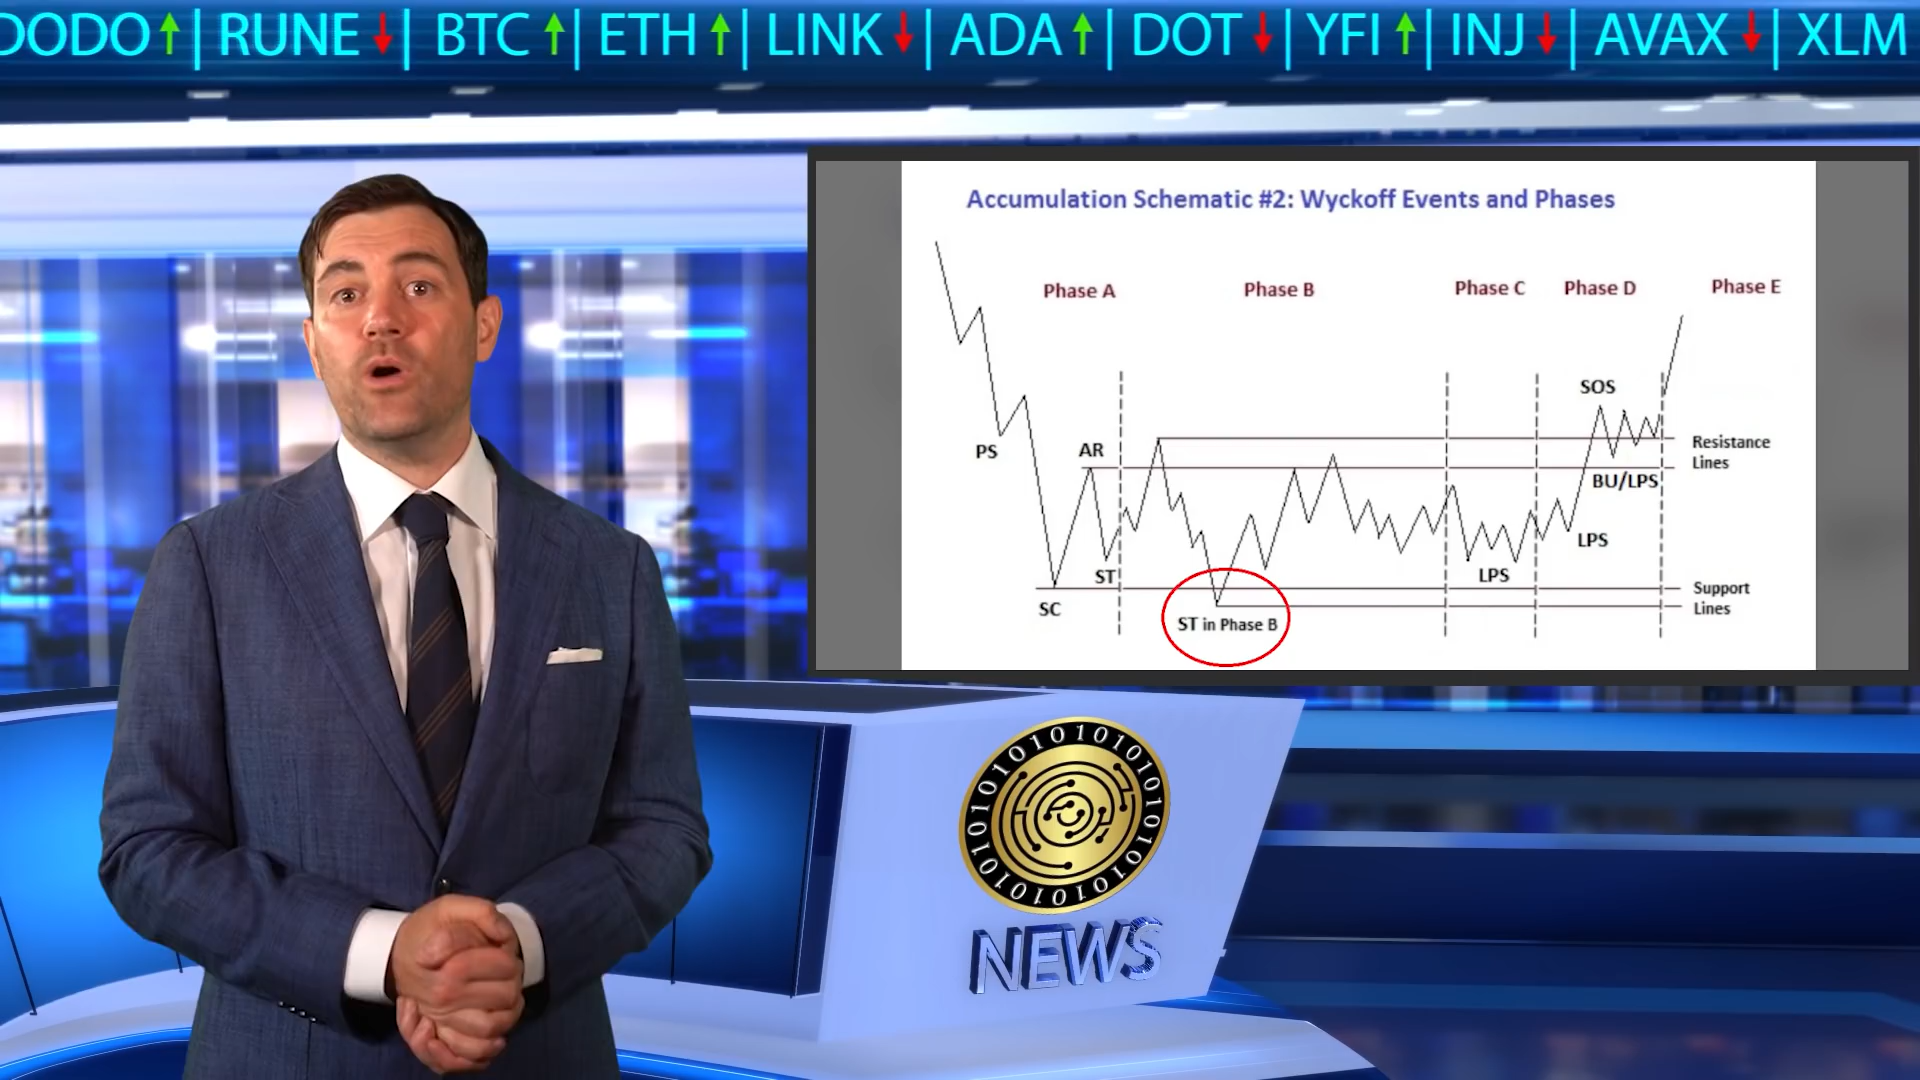 DODO↑| RUNE↓| BTC↑| ETH↑| LINK↓| ADA↑| DOT↓| YFI↑| INJ↓| AVAX↓| XLM
Accumulation Schematic #2: Wyckoff Events and Phases
Phase A
Phase B
Phase C
Phase D
Phase E
SOS
PS
AR
Resistance
Lines
BU/LPS
LPS
ST
LPS
SC
ST in Phase B
Support
Lines
NEWS